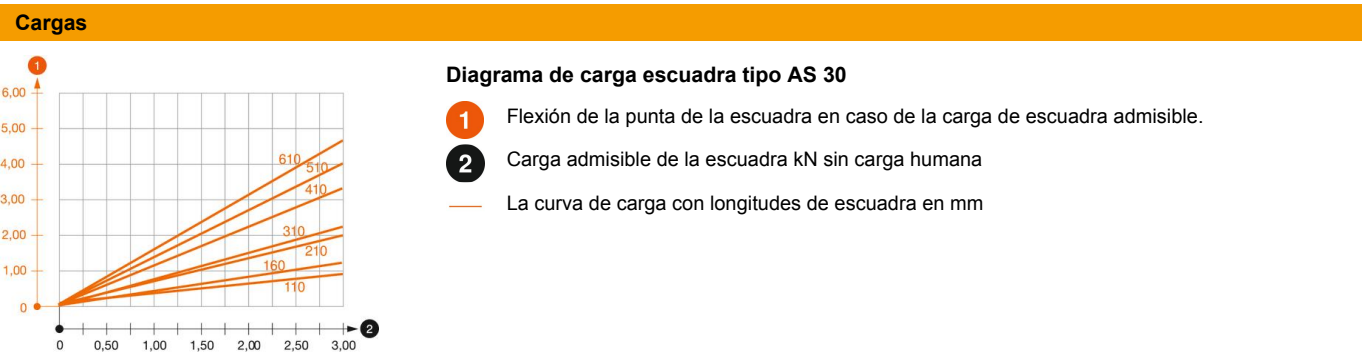 Cargas
1
6,00
5,00
4,00
3,00
2,00
1,00
0
610
510
410
310
210
160
110
2
0 0,50 1,00 1,50 2,00 2,50 3,00
Diagrama de carga escuadra tipo AS 30
1 Flexión de la punta de la escuadra en caso de la carga de escuadra admisible.
2 Carga admisible de la escuadra kN sin carga humana
La curva de carga con longitudes de escuadra en mm